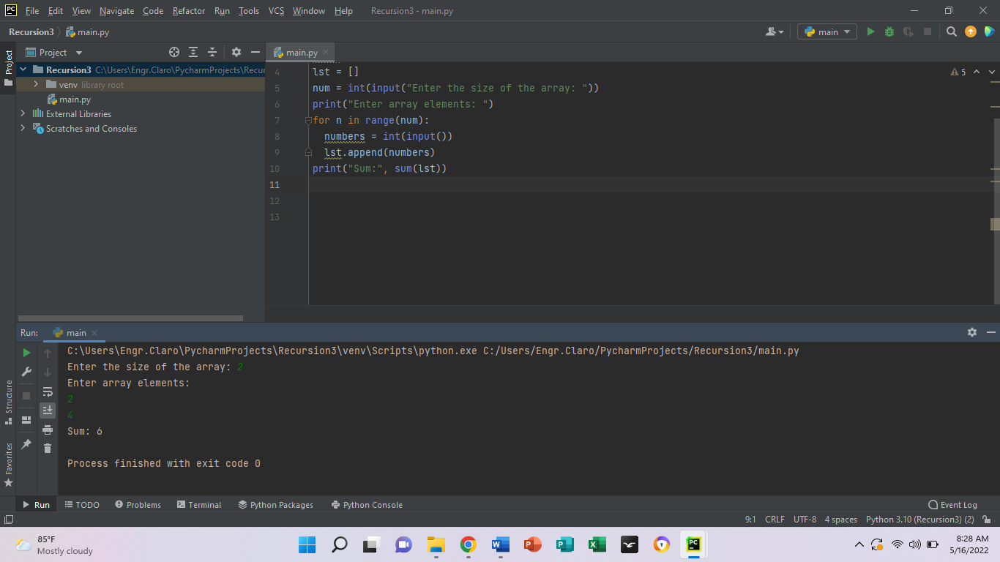 PC File Edit View Navigate Code Refactor Run Tools VCS Window Help Recursion3 - main.py
Recursion3 main.py main
Project
Project main.py
Recursion3 C:\Users\Engr.Claro\PycharmProjects\Recur
venv library root
main.py
External Libraries
Scratches and Consoles
5
4 lst = []
5 num = int(input("Enter the size of the array: "))
6 print("Enter array elements: ")
7 for n in range(num):
8 numbers = int(input())
9 lst.append(numbers)
10 print("Sum:", sum(lst))
11
12
13
Run: main
C:\Users\Engr.Claro\PycharmProjects\Recursion3\venv\Scripts\python.exe C:/Users/Engr.Claro/PycharmProjects/Recursion3/main.py
Enter the size of the array: 2
Enter array elements:
2
4
Sum: 6
Process finished with exit code 0
Structure
Favorites
Run TODO Problems Terminal Python Packages Python Console Event Log
9:1 CRLF UTF-8 4 spaces Python 3.10 (Recursion3) (2)
85°F
Mostly cloudy
W P P X PC
8:28 AM
5/16/2022